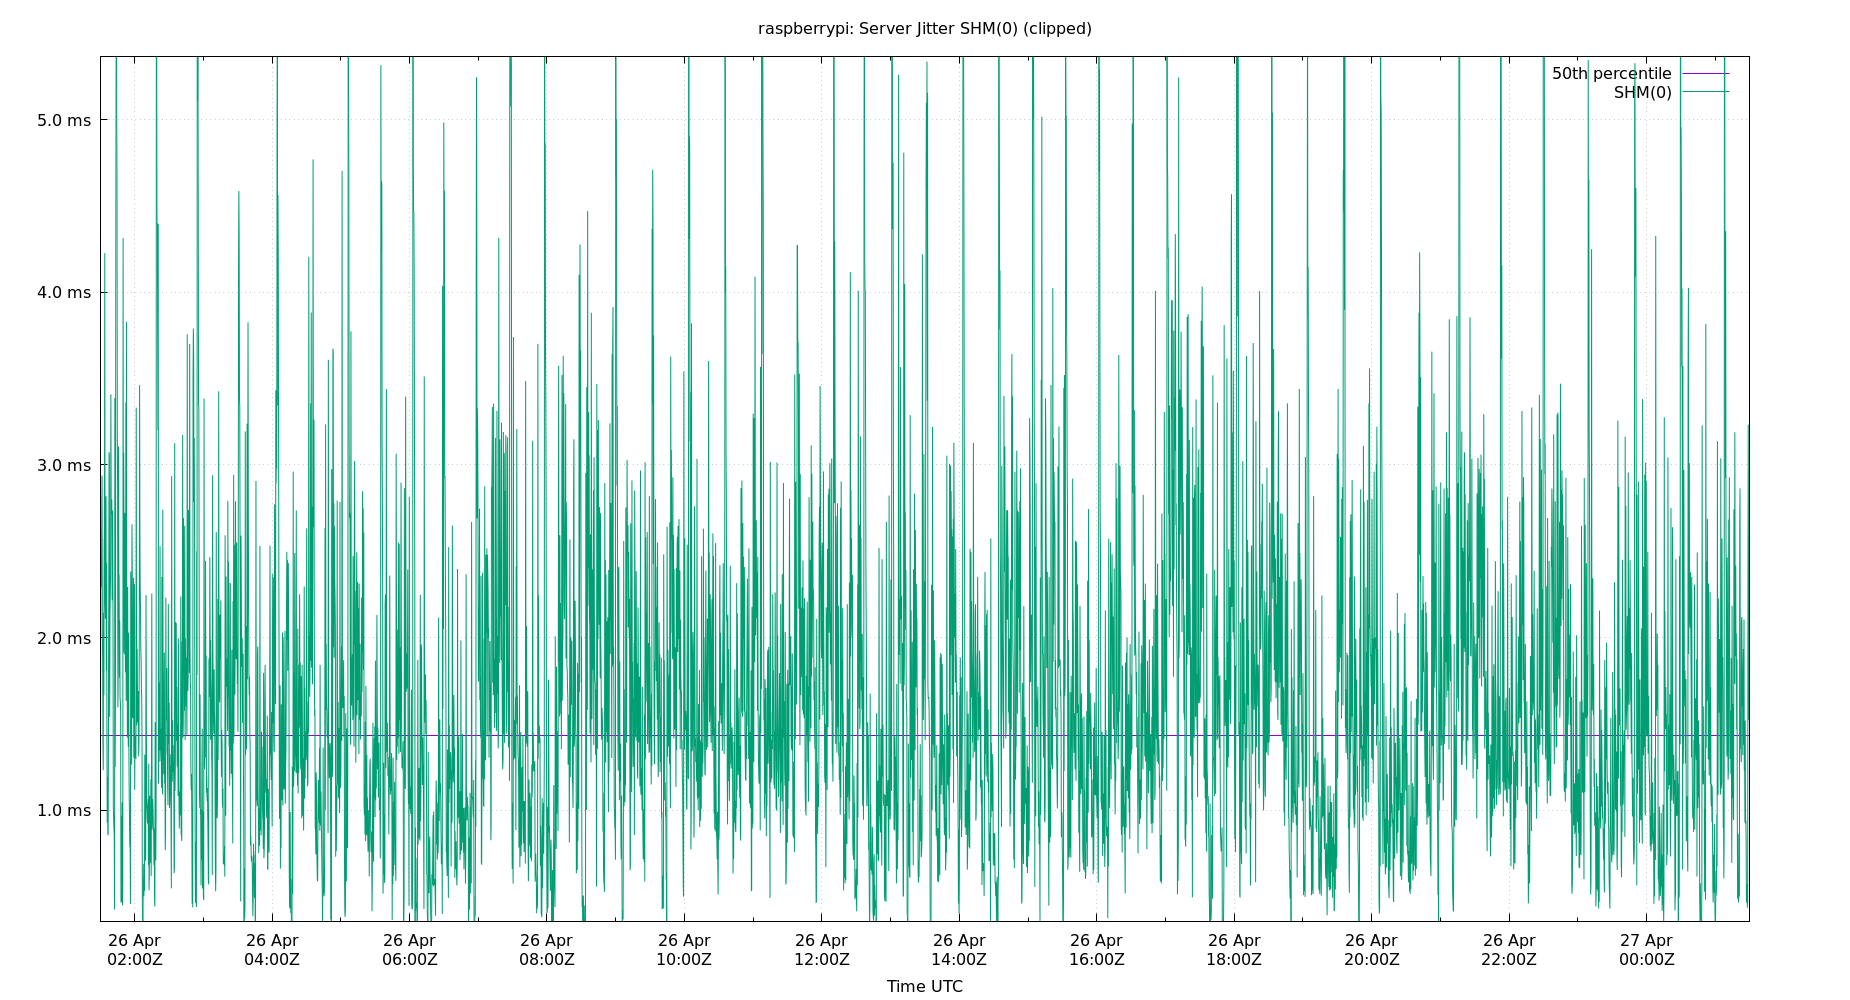 raspberrypi: Server Jitter SHM(0) (clipped)
50th percentile
SHM(0)
5.0 ms
4.0 ms
3.0 ms
2.0 ms
1.0 ms
26 Apr 26 Apr 26 Apr 26 Apr 26 Apr 26 Apr 26 Apr 26 Apr 26 Apr 26 Apr 26 Apr 27 Apr
02:00Z 04:00Z 06:00Z 08:00Z 10:00Z 12:00Z 14:00Z 16:00Z 18:00Z 20:00Z 22:00Z 00:00Z
Time UTC